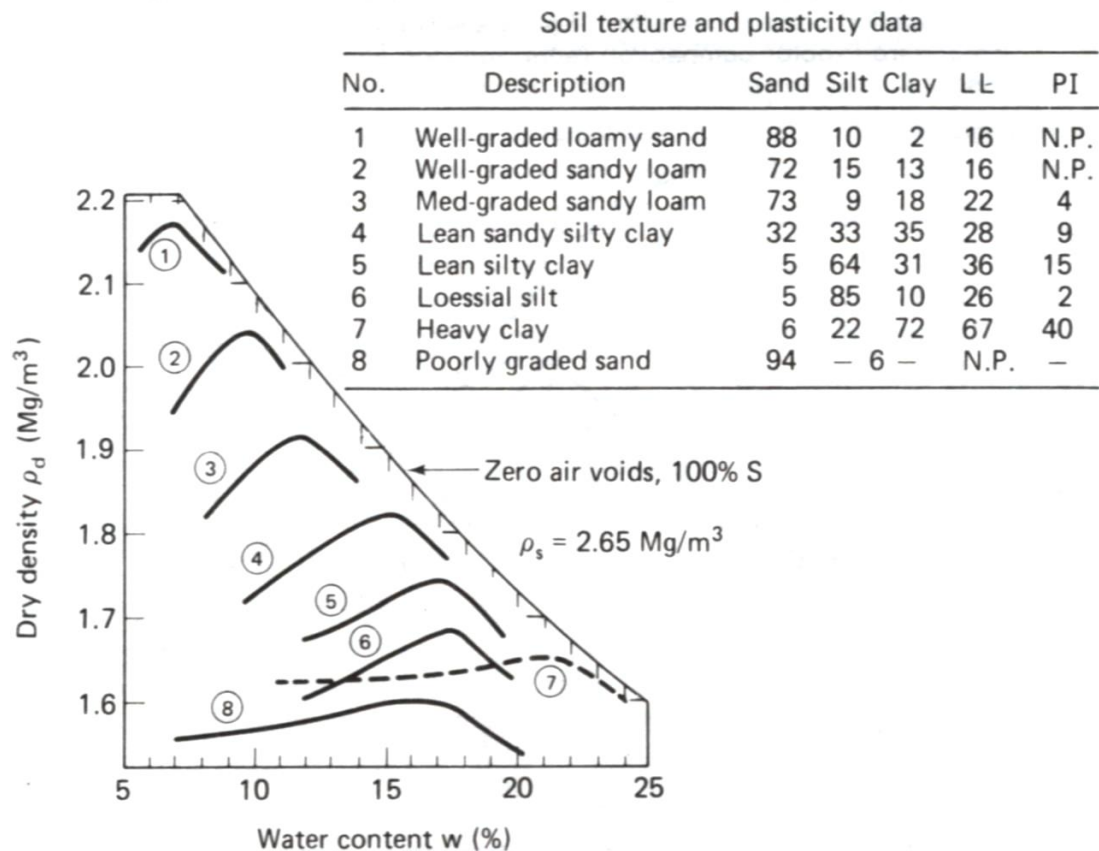 Soil texture and plasticity data
No. Description Sand Silt Clay LL PI
1 Well-graded loamy sand 88 10 2 16 N.P.
2 Well-graded sandy loam 72 15 13 16 N.P.
3 Med-graded sandy loam 73 9 18 22 4
4 Lean sandy silty clay 32 33 35 28 9
5 Lean silty clay 5 64 31 36 15
6 Loessial silt 5 85 10 26 2
7 Heavy clay 6 22 72 67 40
8 Poorly graded sand 94 – 6 – N.P. –
Dry density ρd (Mg/m³)
2.2
2.1
2.0
1.9
1.8
1.7
1.6
1
2
3
4
5
6
7
8
Zero air voids, 100% S
ρs = 2.65 Mg/m³
5 10 15 20 25
Water content w (%)